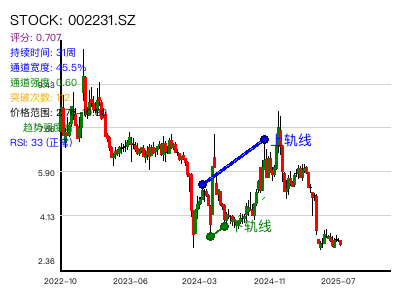 STOCK: 002231.SZ
评分: 0.707
持续时间: 31周
通道宽度: 45.5%
通道强度: 0.60
突破次数:
价格范围:
趋势强度
RSI: 33 (正常)
上轨线
下轨线
5.90
4.13
2.36
2022-10
2023-06
2024-03
2024-11
2025-07